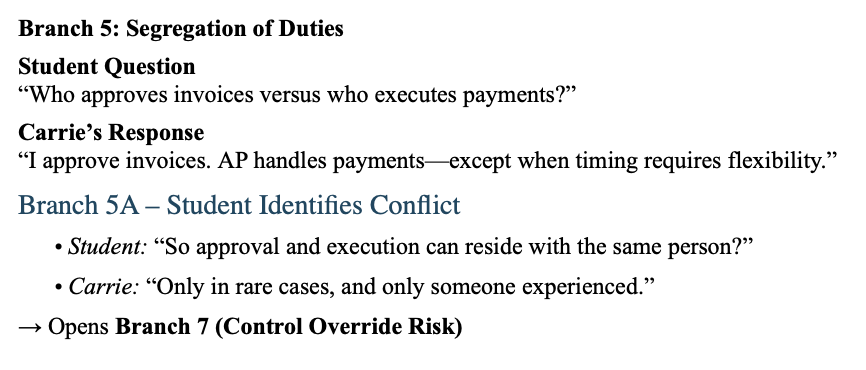 Branch 5: Segregation of Duties
Student Question
“Who approves invoices versus who executes payments?”
Carrie’s Response
“I approve invoices. AP handles payments—except when timing requires flexibility.”
Branch 5A – Student Identifies Conflict
• Student: “So approval and execution can reside with the same person?”
• Carrie: “Only in rare cases, and only someone experienced.”
→ Opens Branch 7 (Control Override Risk)